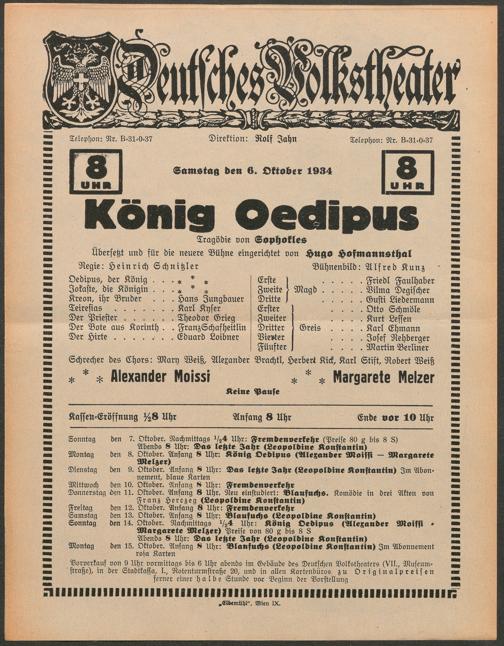 Deutsches Volkstheater
Telephon: Nr. B-31-0-37 Direktion: Rolf Jahn Telephon: Nr. B-31-0-37
8 UHR Samstag den 6. Oktober 1934 8 UHR
König Oedipus
Tragödie von Sophokles
Übersetzt und für die neuere Bühne eingerichtet von Hugo Hofmannsthal
Regie: Heinrich Schnitzler Bühnenbild: Alfred Kunz
Oedipus, der König . . . * * *
Jokaste, die Königin . . . * * *
Kreon, ihr Bruder . . . Hans Jungbauer
Teiresias . . . . Karl Kyser
Der Priester . . . . Theodor Grieg
Der Bote aus Korinth . . Franz Schafheitlin
Der Hirte . . . . Eduard Loibner
Erste } Magd . . . Friedl Faulhaber
Zweite } Magd . . . Vilma Degischer
Dritte } Magd . . . Gusti Liedermann
Erster } Greis . . . Otto Schmöle
Zweiter } Greis . . . Kurt Lessen
Dritter } Greis . . . Karl Ehmann
Vierter } Greis . . . Josef Rehberger
Fünfter } Greis . . . Martin Berliner
Sprecher des Chors: Mary Weiß, Alexander Brachtl, Herbert Kick, Karl Stift, Robert Weiß
* * * Alexander Moissi * * * Margarete Melzer
Keine Pause
Kassen-Eröffnung ½8 Uhr Anfang 8 Uhr Ende vor 10 Uhr
Sonntag den 7. Oktober. Nachmittags ½4 Uhr: Fremdenverkehr (Preise 80 g bis 8 S)
Abends 8 Uhr: Das letzte Jahr (Leopoldine Konstantin)
Montag den 8. Oktober. Anfang 8 Uhr: König Oedipus (Alexander Moissi — Margarete
Melzer)
Dienstag den 9. Oktober. Anfang 8 Uhr: Das letzte Jahr (Leopoldine Konstantin) Im Abon-
nement, blaue Karten
Mittwoch den 10. Oktober. Anfang 8 Uhr: Fremdenverkehr
Donnerstag den 11. Oktober. Anfang 8 Uhr: Neu einstudiert: Blaufuchs. Komödie in drei Akten von
Franz Herczeg (Leopoldine Konstantin)
Freitag den 12. Oktober. Anfang 8 Uhr: Fremdenverkehr
Samstag den 13. Oktober. Anfang 8 Uhr: Blaufuchs (Leopoldine Konstantin)
Sonntag den 14. Oktober. Nachmittags ½4 Uhr: König Oedipus (Alexander Moissi -
Margarete Melzer) Preise von 80 g bis 8 S
Abends 8 Uhr: Das letzte Jahr (Leopoldine Konstantin)
Montag den 15. Oktober. Anfang 8 Uhr: Blaufuchs (Leopoldine Konstantin) Im Abonnement
rosa Karten
Vorverkauf von 9 Uhr vormittags bis 6 Uhr abends im Gebäude des Deutschen Volkstheaters (VII., Museum-
straße), in der Stadtkassa, I., Rotenturmstraße 20, und in allen Kartenbüros zu Originalpreisen
ferner eine halbe Stunde vor Beginn der Vorstellung
„Elbemühl“, Wien IX.